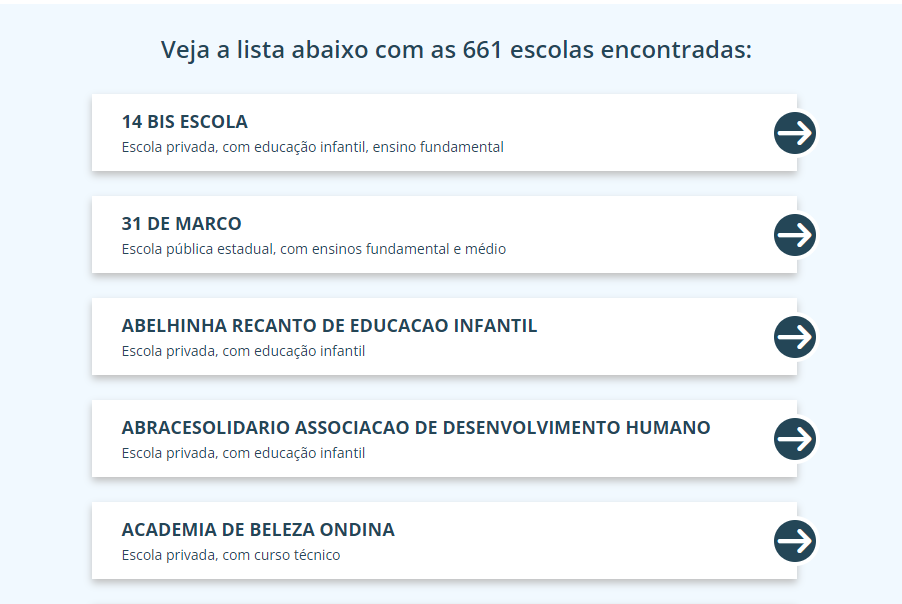 Veja a lista abaixo com as 661 escolas encontradas:
14 BIS ESCOLA
Escola privada, com educação infantil, ensino fundamental
31 DE MARCO
Escola pública estadual, com ensinos fundamental e médio
ABELHINHA RECANTO DE EDUCACAO INFANTIL
Escola privada, com educação infantil
ABRACESOLIDARIO ASSOCIACAO DE DESENVOLVIMENTO HUMANO
Escola privada, com educação infantil
ACADEMIA DE BELEZA ONDINA
Escola privada, com curso técnico